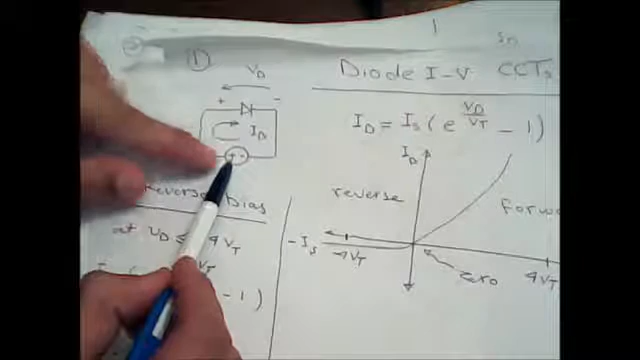 1
①
V_D
Diode I-V CCTs
+ -
I_D
I_D = I_S ( e^(V_D/V_T) - 1 )
I_D
reverse
forw
reverse bias
at V_D ≤ -4V_T
-I_S
-4V_T
zero
4V_T
- 1 )